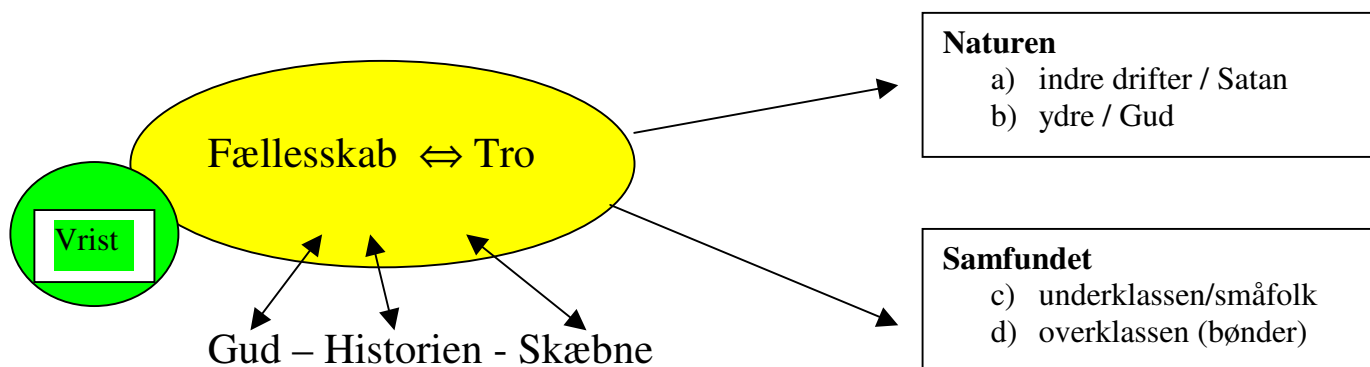 Fællesskab ⇔ Tro
Vrist
Gud – Historien - Skæbne
Naturen
a) indre drifter / Satan
b) ydre / Gud
Samfundet
c) underklassen/småfolk
d) overklassen (bønder)